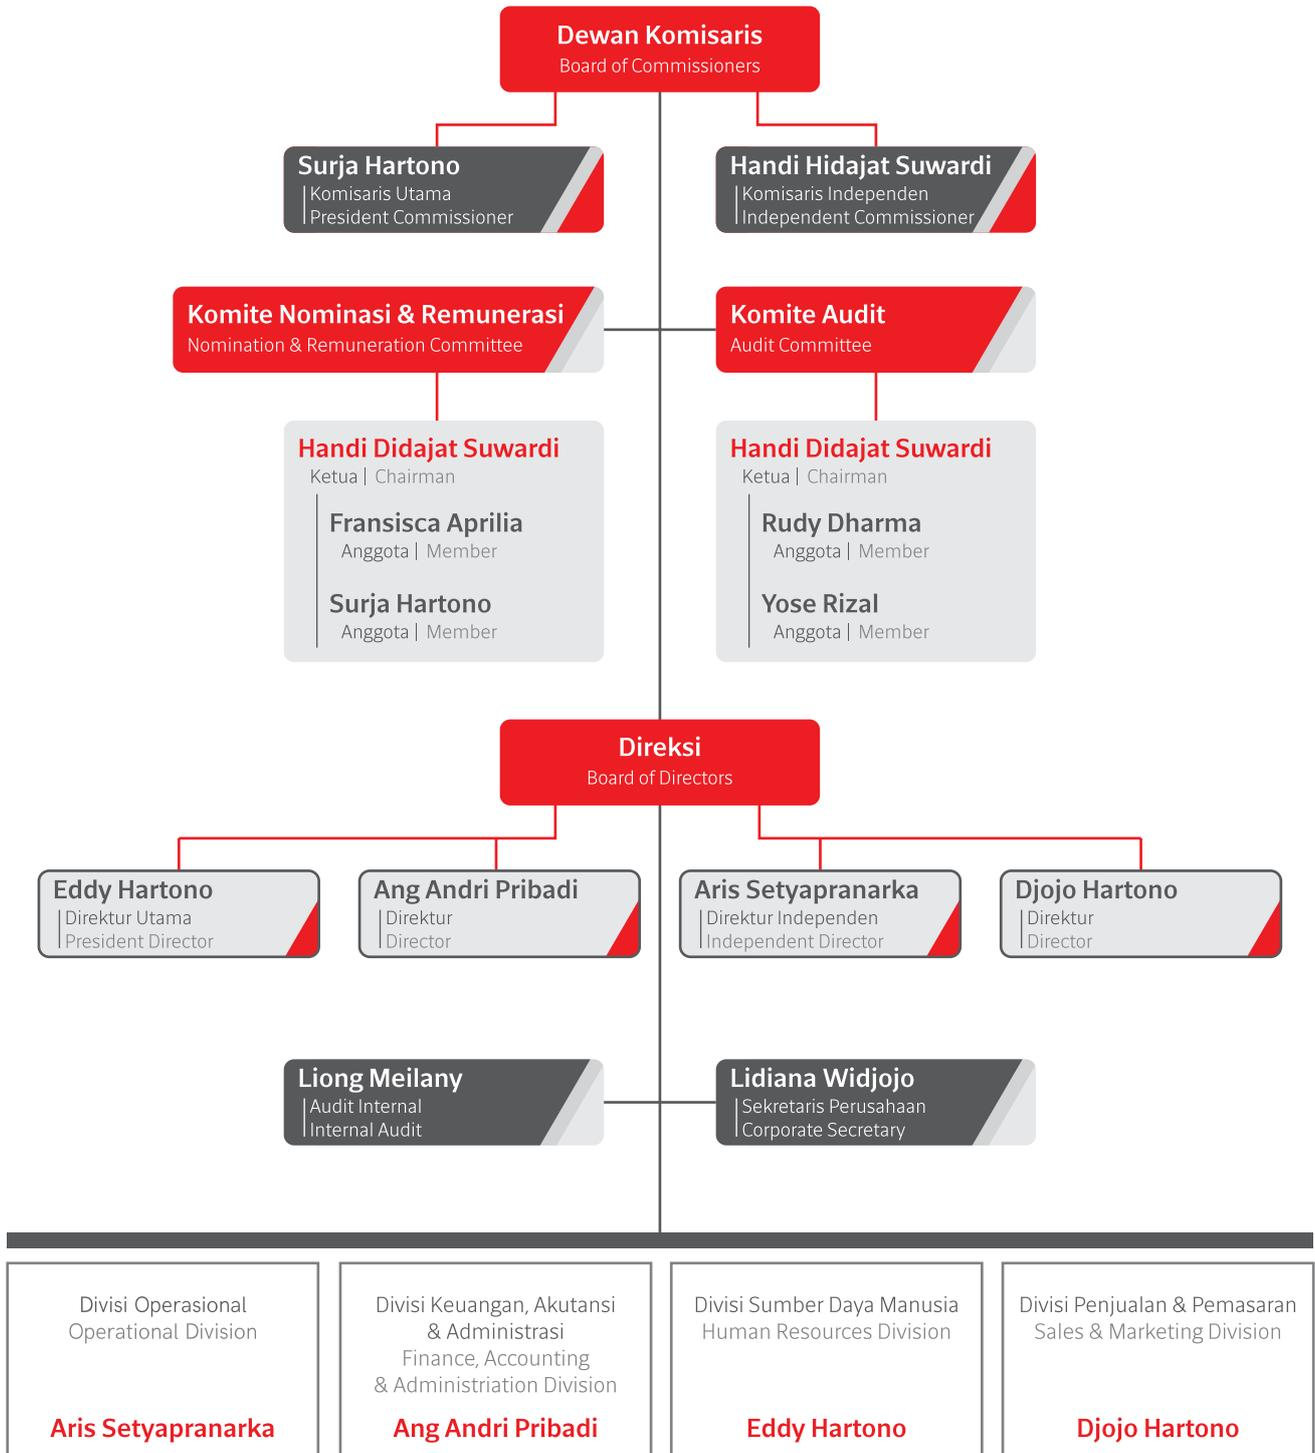 Dewan Komisaris
Board of Commissioners
Surja Hartono
Komisaris Utama
President Commissioner
Handi Hidajat Suwardi
Komisaris Independen
Independent Commissioner
Komite Nominasi & Remunerasi
Nomination & Remuneration Committee
Komite Audit
Audit Committee
Handi Didajat Suwardi
Ketua | Chairman
Fransisca Aprilia
Anggota | Member
Surja Hartono
Anggota | Member
Handi Didajat Suwardi
Ketua | Chairman
Rudy Dharma
Anggota | Member
Yose Rizal
Anggota | Member
Direksi
Board of Directors
Eddy Hartono
Direktur Utama
President Director
Ang Andri Pribadi
Direktur
Director
Aris Setyapranarka
Direktur Independen
Independent Director
Djojo Hartono
Direktur
Director
Liong Meilany
Audit Internal
Internal Audit
Lidiana Widjojo
Sekretaris Perusahaan
Corporate Secretary
Divisi Operasional
Operational Division
Aris Setyapranarka
Divisi Keuangan, Akutansi
& Administrasi
Finance, Accounting
& Administriation Division
Ang Andri Pribadi
Divisi Sumber Daya Manusia
Human Resources Division
Eddy Hartono
Divisi Penjualan & Pemasaran
Sales & Marketing Division
Djojo Hartono